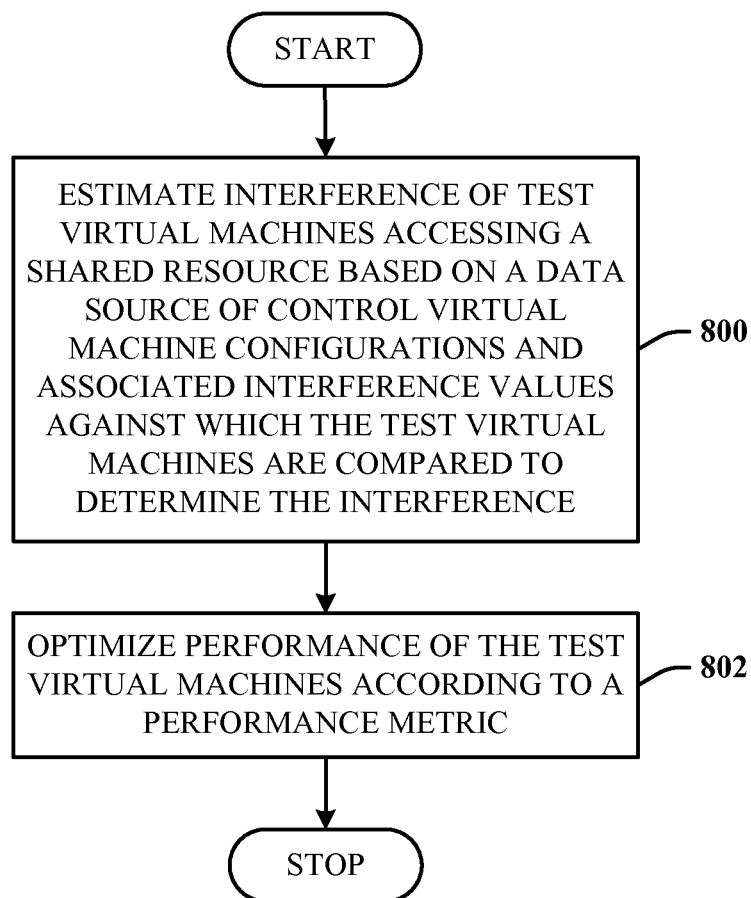 START
ESTIMATE INTERFERENCE OF TEST
VIRTUAL MACHINES ACCESSING A
SHARED RESOURCE BASED ON A DATA
SOURCE OF CONTROL VIRTUAL
MACHINE CONFIGURATIONS AND
ASSOCIATED INTERFERENCE VALUES
AGAINST WHICH THE TEST VIRTUAL
MACHINES ARE COMPARED TO
DETERMINE THE INTERFERENCE
800
OPTIMIZE PERFORMANCE OF THE TEST
VIRTUAL MACHINES ACCORDING TO A
PERFORMANCE METRIC
802
STOP